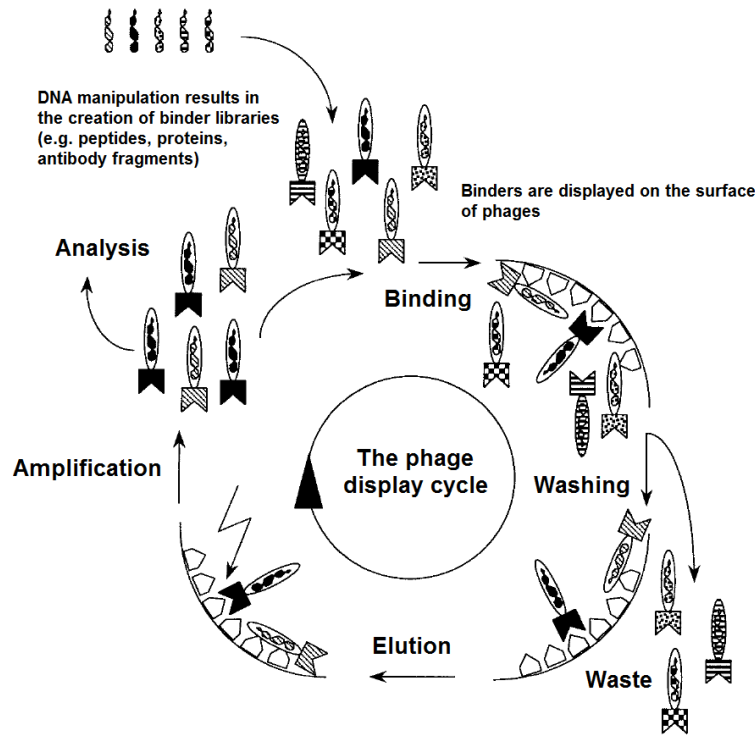 DNA manipulation results in
the creation of binder libraries
(e.g. peptides, proteins,
antibody fragments)
Binders are displayed on the surface
of phages
Analysis
Binding
Amplification
The phage
display cycle
Washing
Elution
Waste